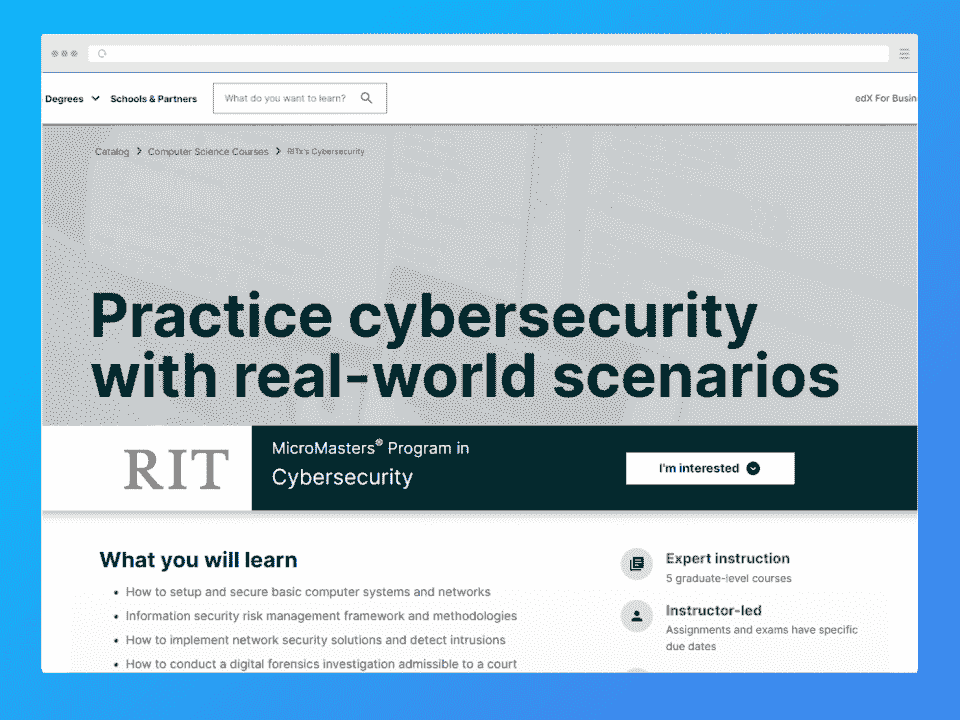 Degrees Schools & Partners What do you want to learn? edX For Busin
Catalog > Computer Science Courses > RITx's Cybersecurity
Practice cybersecurity
with real-world scenarios
RIT
MicroMasters® Program in
Cybersecurity
I'm interested
What you will learn
• How to setup and secure basic computer systems and networks
• Information security risk management framework and methodologies
• How to implement network security solutions and detect intrusions
• How to conduct a digital forensics investigation admissible to a court
Expert instruction
5 graduate-level courses
Instructor-led
Assignments and exams have specific
due dates